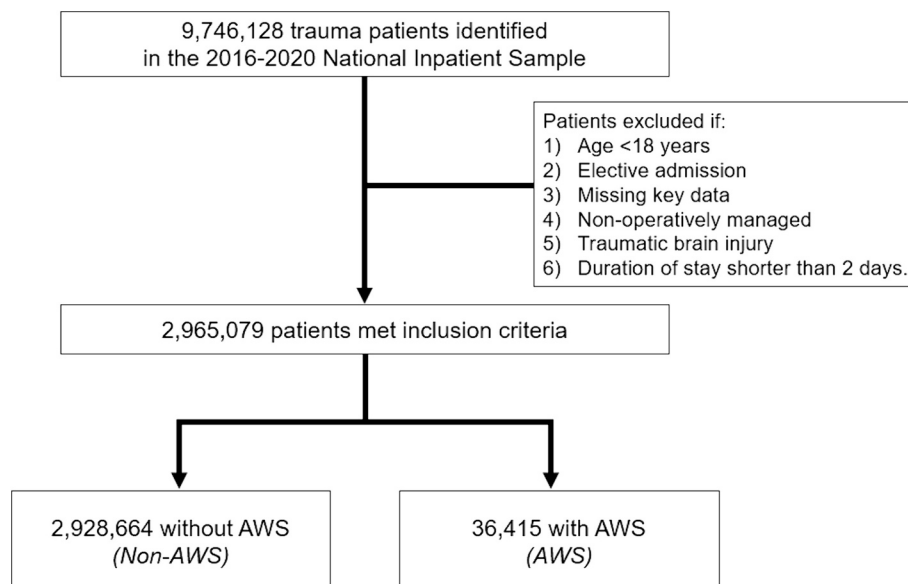 9,746,128 trauma patients identified
in the 2016-2020 National Inpatient Sample
Patients excluded if:
1) Age <18 years
2) Elective admission
3) Missing key data
4) Non-operatively managed
5) Traumatic brain injury
6) Duration of stay shorter than 2 days.
2,965,079 patients met inclusion criteria
2,928,664 without AWS
(Non-AWS)
36,415 with AWS
(AWS)